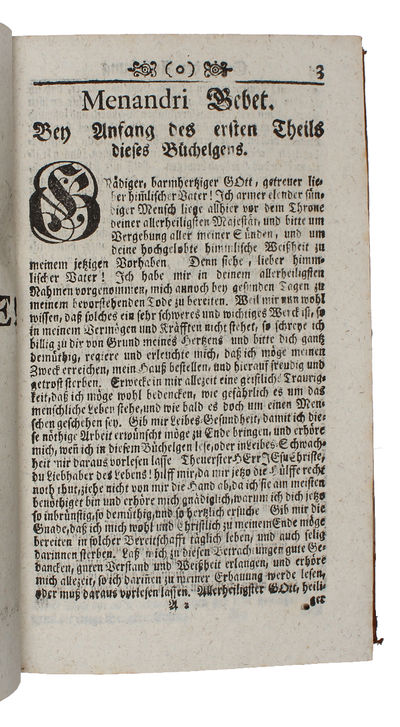 (o) 3
Menandri Gebet.
Bey Anfang des ersten Theils
dieses Büchelgens.
Gnädiger, barmhertziger GOtt, getreuer lie-
ber himlischer Vater! Ich armer elender sün-
diger Mensch liege allhier vor dem Throne
deiner allerheiligsten Majestät, und bitte um
Vergebung aller meiner Sünden, und um
deine hochgelobte himmlische Weißheit zu
meinem jetzigen Vorhaben. Denn siehe, lieber himm-
lischer Vater! Ich habe mir in deinem allerheiligsten
Nahmen vorgenommen, mich annoch bey gesunden Tagen zu
meinem bevorstehenden Tode zu bereiten. Weil mir nun wohl
wissen, daß solches ein sehr schweres und wichtiges Werck ist, so
in meinem Vermögen und Kräfften nicht stehet, so schreye ich
billig zu dir von Grund meines Hertzens und bitte dich gantz
demüthig, regiere und erleuchte mich, daß ich möge meinen
Zweck erreichen, mein Hauß bestellen, und hierauf freudig und
getrost sterben. Erwecke in mir allezeit eine geistliche Traurig-
keit, daß ich möge wohl bedencken, wie gefährlich es um das
menschliche Leben stehe, und wie bald es doch um einen Men-
schen geschehen sey. Gib mir Leibes-Gesundheit, damit ich die-
se nöthige Arbeit erwünscht möge zu Ende bringen, und erhöre
mich, weñ ich in diesem Büchelgen lese, oder in Leibes-Schwach-
heit mir daraus vorlesen lasse. Theuerster HErr JEsu Christe,
du Liebhaber des Lebens! hilff mir, da mir jetzo die Hülffe recht
noth thut, ziehe nicht von mir die Hand ab, da ich sie am meisten
benöthiget bin und erhöre mich gnädiglich, warum ich dich jetzo
so inbrünstig, so demüthig, und so hertzlich ersuche. Gib mir die
Gnade, daß ich mich wohl und Christlich zu meinem Ende möge
bereiten in solcher Bereitschafft täglich leben, und auch selig
darinnen sterben. Laß mich zu diesen Betrachtungen gute Ge-
dancken, guten Verstand und Weißheit erlangen, und erhöre
mich allezeit, so ich dariñen zu meiner Erbauung werde lesen,
oder muß daraus vorlesen lassen. Allerheiligster GOtt, heili-
A 2 ger